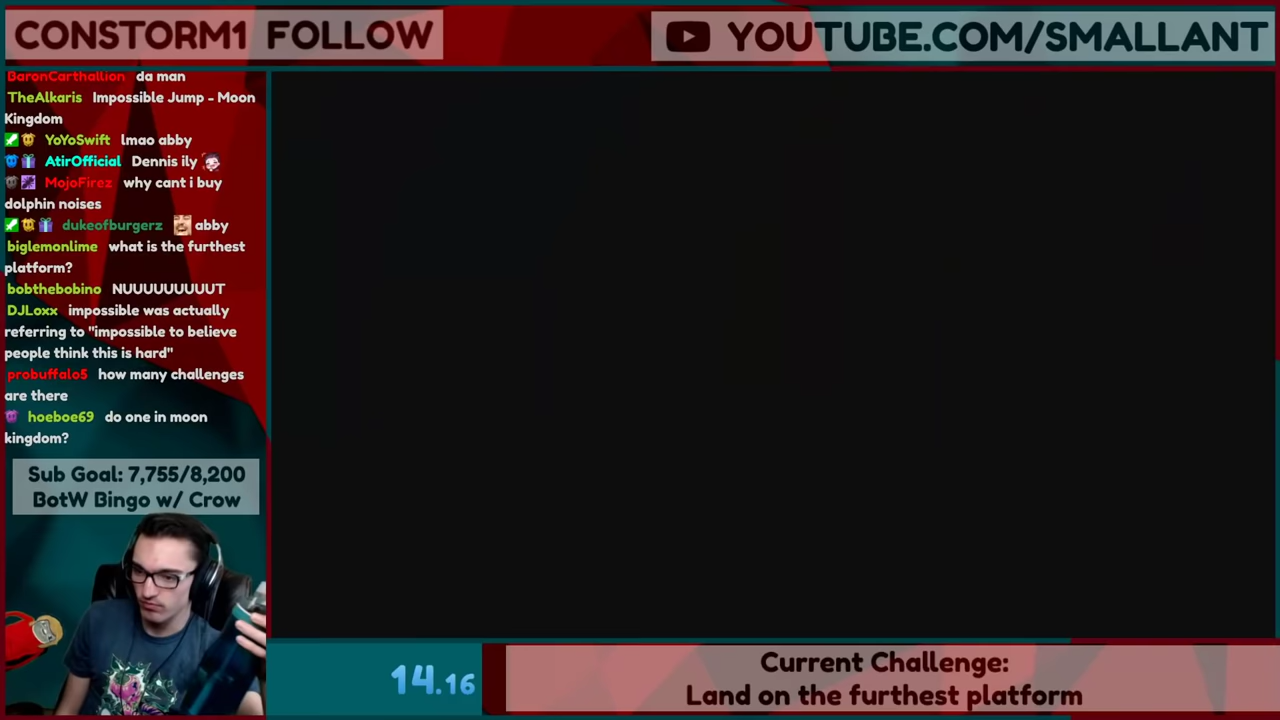 CONSTORM1 FOLLOW
YOUTUBE.COM/SMALLANT
BaronCarthallion da man
TheAlkaris Impossible Jump - Moon
Kingdom
YoYoSwift lmao abby
AtirOfficial Dennis ily
MojoFirez why cant i buy
dolphin noises
dukeofburgerz abby
biglemonlime what is the furthest
platform?
bobthebobino NUUUUUUUUUT
DJLoxx impossible was actually
referring to "impossible to believe
people think this is hard"
probuffalo5 how many challenges
are there
hoeboe69 do one in moon
kingdom?
Sub Goal: 7,755/8,200
BotW Bingo w/ Crow
14.16
Current Challenge:
Land on the furthest platform